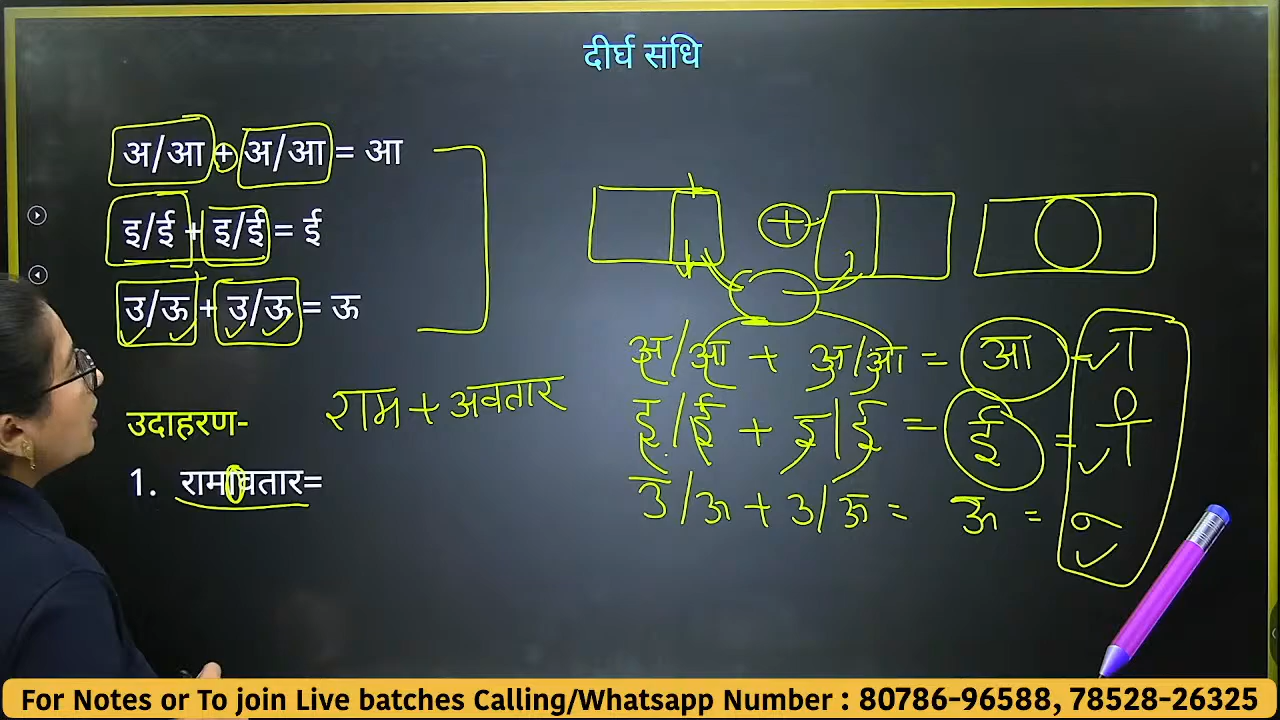 दीर्घ संधि
अ/आ + अ/आ = आ
इ/ई + इ/ई = ई
उ/ऊ + उ/ऊ = ऊ
+
अ/आ + अ/आ = आ = ा
इ/ई + इ/ई = ई = ी
उ/ऊ + उ/ऊ = ऊ = ू
उदाहरण-
राम + अवतार
1. रामावतार=
For Notes or To join Live batches Calling/Whatsapp Number : 80786-96588, 78528-26325